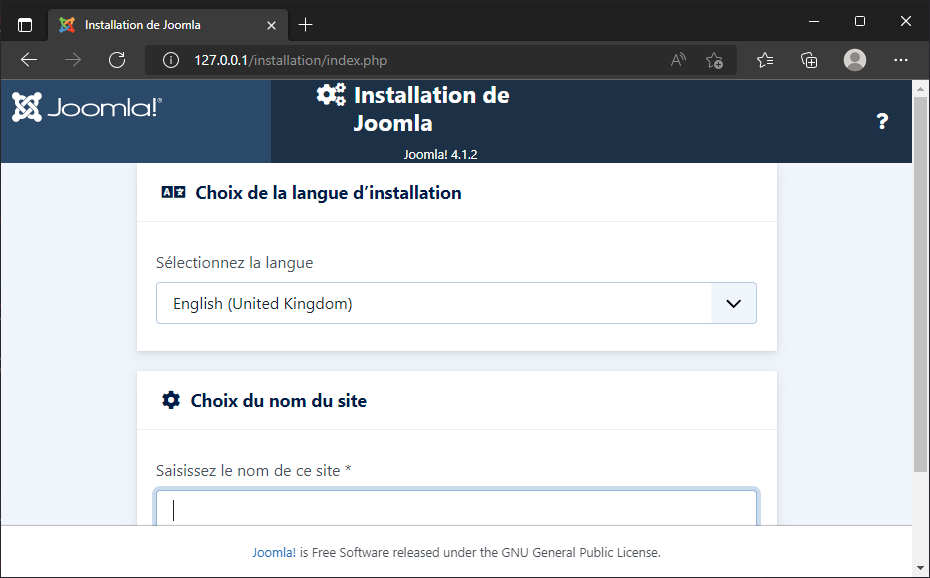 Installation de Joomla
127.0.0.1/installation/index.php
Joomla!®
Installation de
Joomla
?
Joomla! 4.1.2
Choix de la langue d’installation
Sélectionnez la langue
English (United Kingdom)
Choix du nom du site
Saisissez le nom de ce site *
Joomla! is Free Software released under the GNU General Public License.